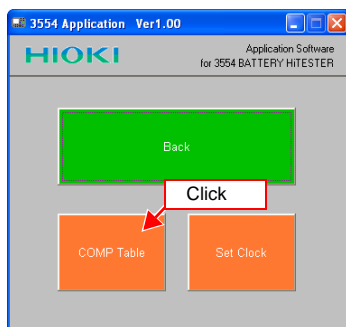 3554 Application Ver1.00
HIOKI
Application Software
for 3554 BATTERY HiTESTER
Back
Click
COMP Table
Set Clock